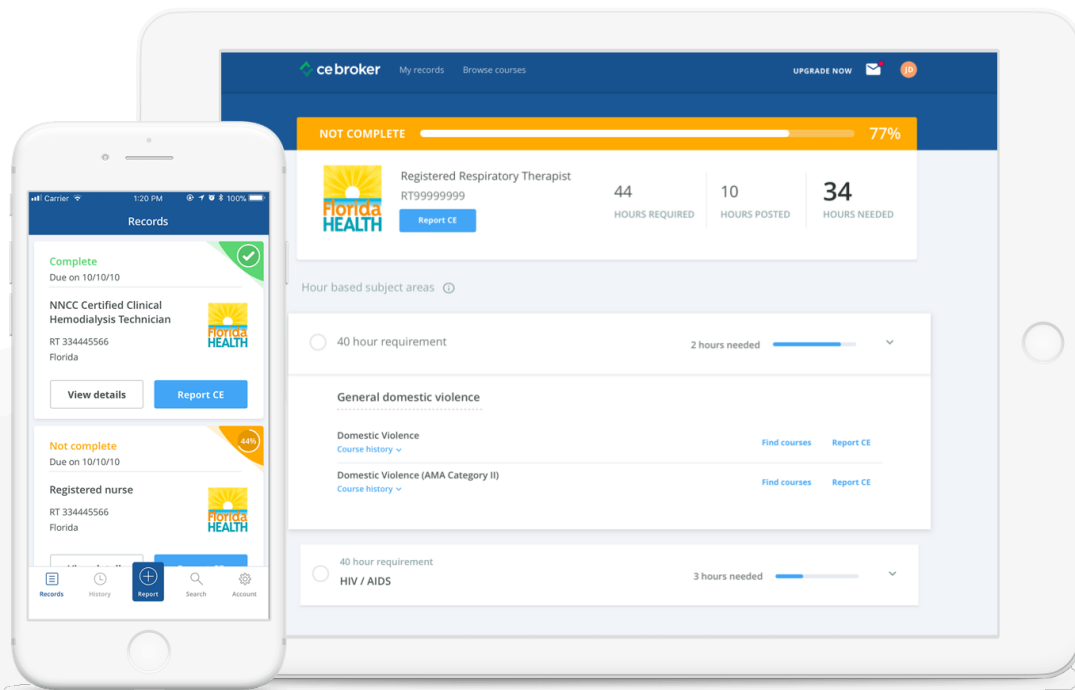 cebroker My records Browse courses UPGRADE NOW JD
NOT COMPLETE 77%
Florida
HEALTH
Registered Respiratory Therapist
RT99999999
Report CE
44
HOURS REQUIRED
10
HOURS POSTED
34
HOURS NEEDED
Hour based subject areas
40 hour requirement 2 hours needed
General domestic violence
Domestic Violence Find courses Report CE
Course history
Domestic Violence (AMA Category II) Find courses Report CE
Course history
40 hour requirement
HIV / AIDS 3 hours needed
Carrier 1:20 PM 100%
Records
Complete
Due on 10/10/10
NNCC Certified Clinical
Hemodialysis Technician
RT 334445566
Florida
Florida
HEALTH
View details Report CE
Not complete 44%
Due on 10/10/10
Registered nurse
RT 334445566
Florida
Florida
HEALTH
Records History Report Search Account